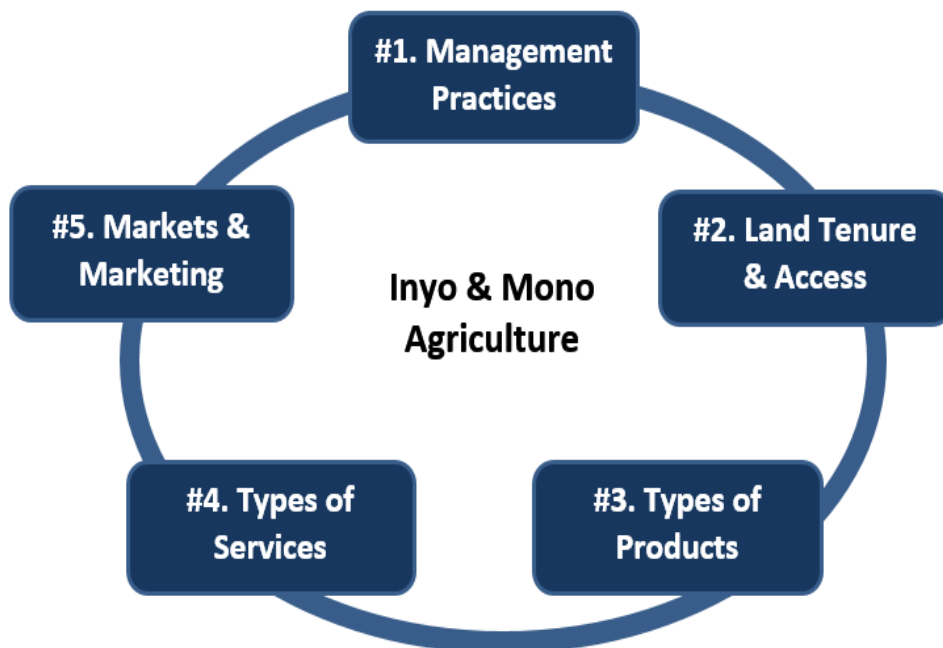 #1. Management
Practices
#2. Land Tenure
& Access
#3. Types of
Products
#4. Types of
Services
#5. Markets &
Marketing
Inyo & Mono
Agriculture